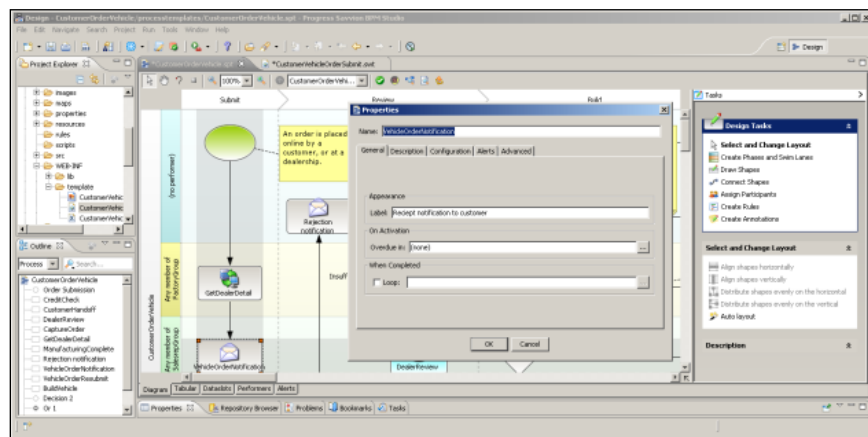 Design - CustomerOrderVehicle/processtemplates/CustomerOrderVehicle.spt - Progress Savvion BPM Studio
File Edit Navigate Search Project Run Tools Window Help
Design
Project Explorer
images
maps
properties
resources
rules
scripts
src
WEB-INF
lib
template
CustomerVehic
CustomerVehic
CustomerVehic
*CustomerVehicleOrderSubmit.owt
100%
CustomerOrderVehi...
Submit
Review
Build
(no performer)
An order is placed
online by a
customer, or at a
dealership.
Rejection
notification
Any member of
FactoryGroup
GetDealerDetail
Insuff
CustomerOrderVehicle
Any member of
SalesrepGroup
VehicleOrderNotification
DealerReview
Diagram Tabular Dataslots Performers Alerts
Properties
Name: VehicleOrderNotification
General Description Configuration Alerts Advanced
Appearance
Label: Reciept notification to customer
On Activation
Overdue in: (none)
...
When Completed
Loop:
OK Cancel
Tasks
Design Tasks
Select and Change Layout
Create Phases and Swim Lanes
Draw Shapes
Connect Shapes
Assign Participants
Create Rules
Create Annotations
Select and Change Layout
Align shapes horizontally
Align shapes vertically
Distribute shapes evenly on the horizontal
Distribute shapes evenly on the vertical
Auto layout
Description
Outline
Process
Search...
CustomerOrderVehicle
Order Submission
CreditCheck
CustomerHandoff
DealerReview
CaptureOrder
GetDealerDetail
ManufacturingComplete
Rejection notification
VehicleOrderNotification
VehicleOrderResubmit
BuildVehicle
Decision 2
Or 1
Properties Repository Browser Problems Bookmarks Tasks